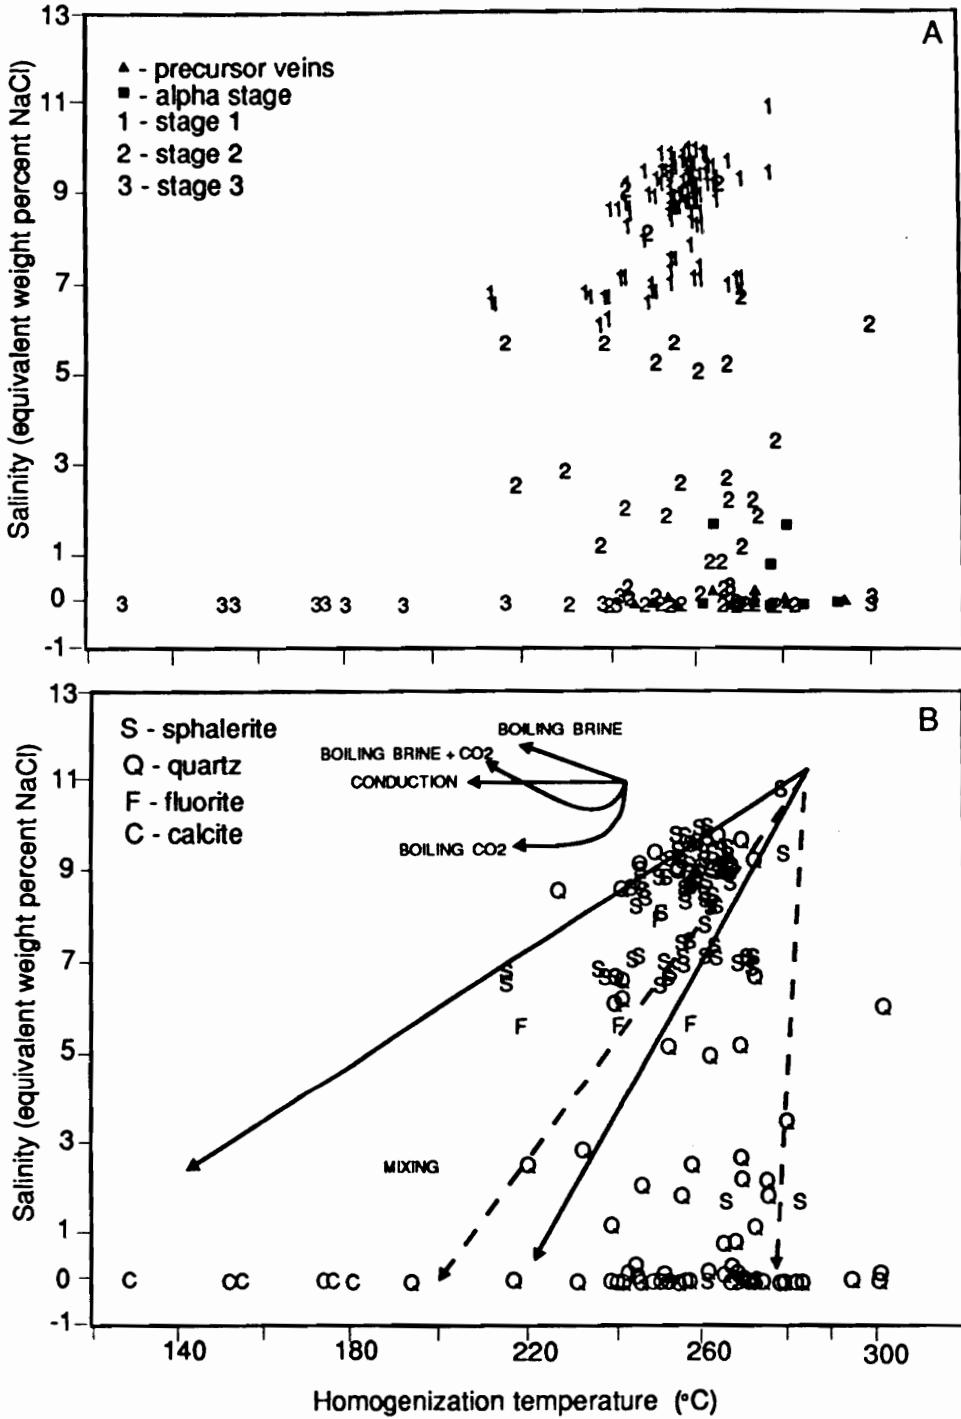 13
A
▲ - precursor veins
■ - alpha stage
1 - stage 1
2 - stage 2
3 - stage 3
11
9
7
5
3
1
0
-1
Salinity (equivalent weight percent NaCl)
13
B
S - sphalerite
Q - quartz
F - fluorite
C - calcite
BOILING BRINE
BOILING BRINE + CO2
CONDUCTION
BOILING CO2
MIXING
11
9
7
5
3
1
0
-1
Salinity (equivalent weight percent NaCl)
140 180 220 260 300
Homogenization temperature (°C)